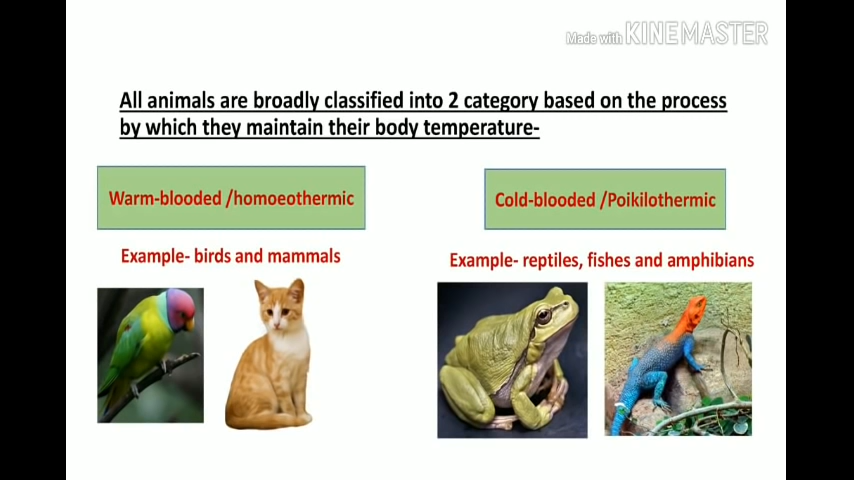 Made with KINEMASTER
All animals are broadly classified into 2 category based on the process
by which they maintain their body temperature-
Warm-blooded /homoeothermic
Cold-blooded /Poikilothermic
Example- birds and mammals
Example- reptiles, fishes and amphibians